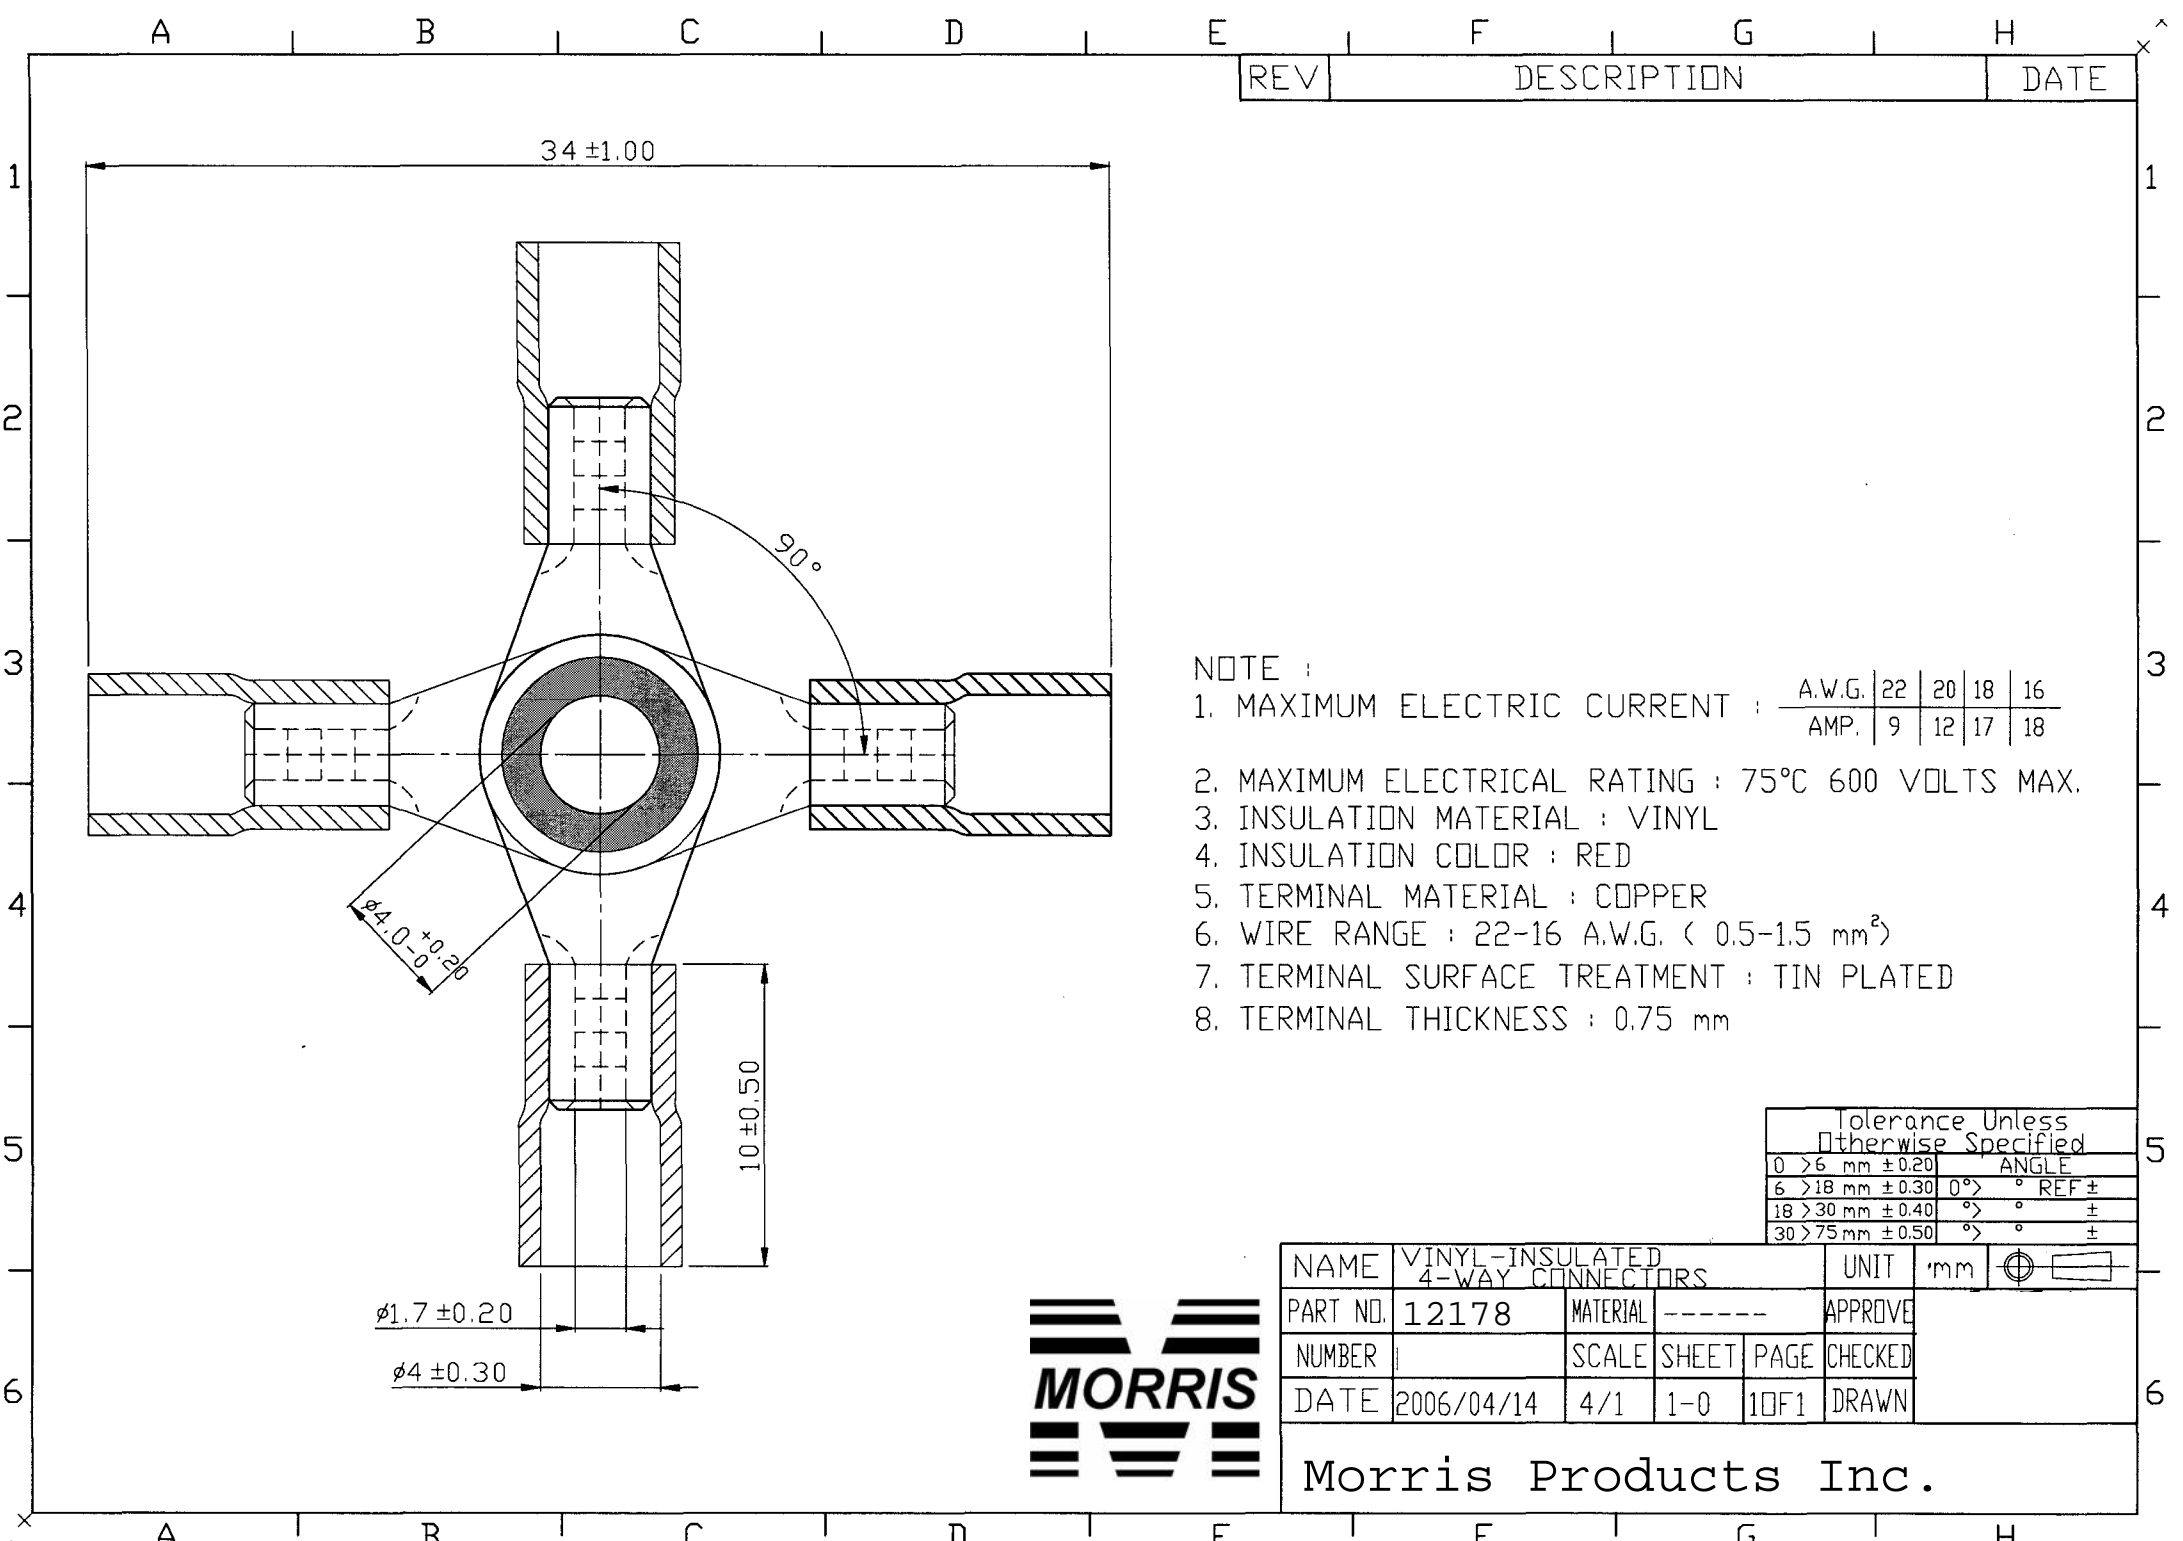 A B C D E F G H
REV DESCRIPTION DATE
34 ±1.00
1 1
2 2
90°
3 3
NOTE :
1. MAXIMUM ELECTRIC CURRENT : A.W.G. 22 20 18 16
AMP. 9 12 17 18
2. MAXIMUM ELECTRICAL RATING : 75°C 600 VOLTS MAX.
3. INSULATION MATERIAL : VINYL
4. INSULATION COLOR : RED
5. TERMINAL MATERIAL : COPPER
6. WIRE RANGE : 22-16 A.W.G. ( 0.5-1.5 mm²)
7. TERMINAL SURFACE TREATMENT : TIN PLATED
8. TERMINAL THICKNESS : 0.75 mm
4 4
ø4.0 +0.20 -0
10 ±0.50
5 5
Tolerance Unless
Otherwise Specified
0 >6 mm ±0.20 ANGLE
6 >18 mm ±0.30 0°> ° REF ±
18 >30 mm ±0.40 °> ° ±
30 >75 mm ±0.50 °> ° ±
ø1.7 ±0.20
ø4 ±0.30
6 6
MORRIS
NAME VINYL-INSULATED
4-WAY CONNECTORS
UNIT mm
PART NO. 12178 MATERIAL ------ APPROVE
NUMBER SCALE SHEET PAGE CHECKED
DATE 2006/04/14 4/1 1-0 1OF1 DRAWN
Morris Products Inc.
A B C D E F G H